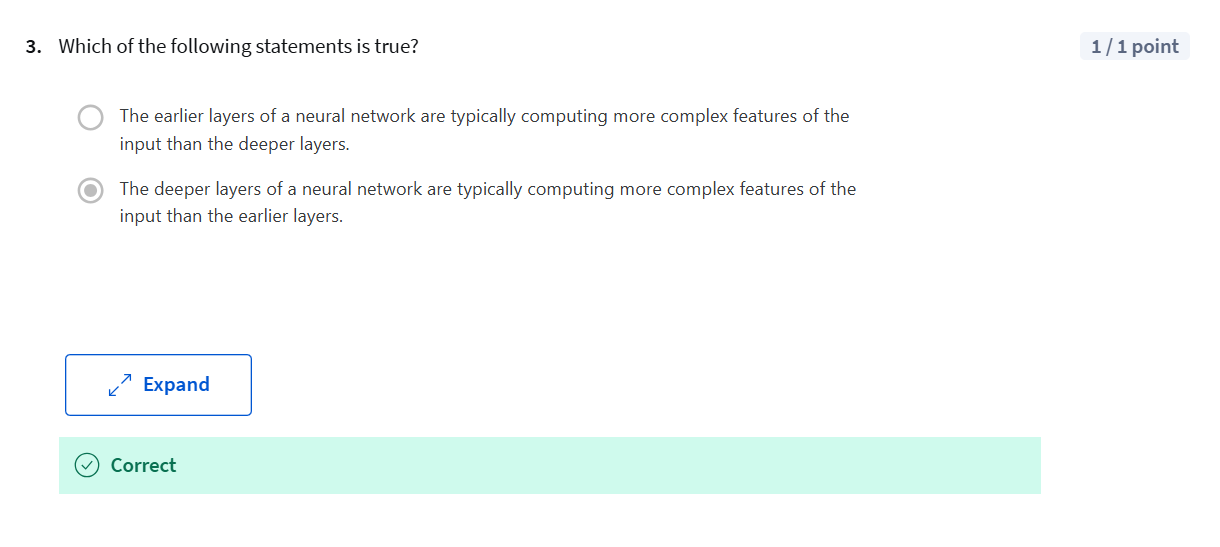 3. Which of the following statements is true?
1 / 1 point
The earlier layers of a neural network are typically computing more complex features of the
input than the deeper layers.
The deeper layers of a neural network are typically computing more complex features of the
input than the earlier layers.
Expand
Correct